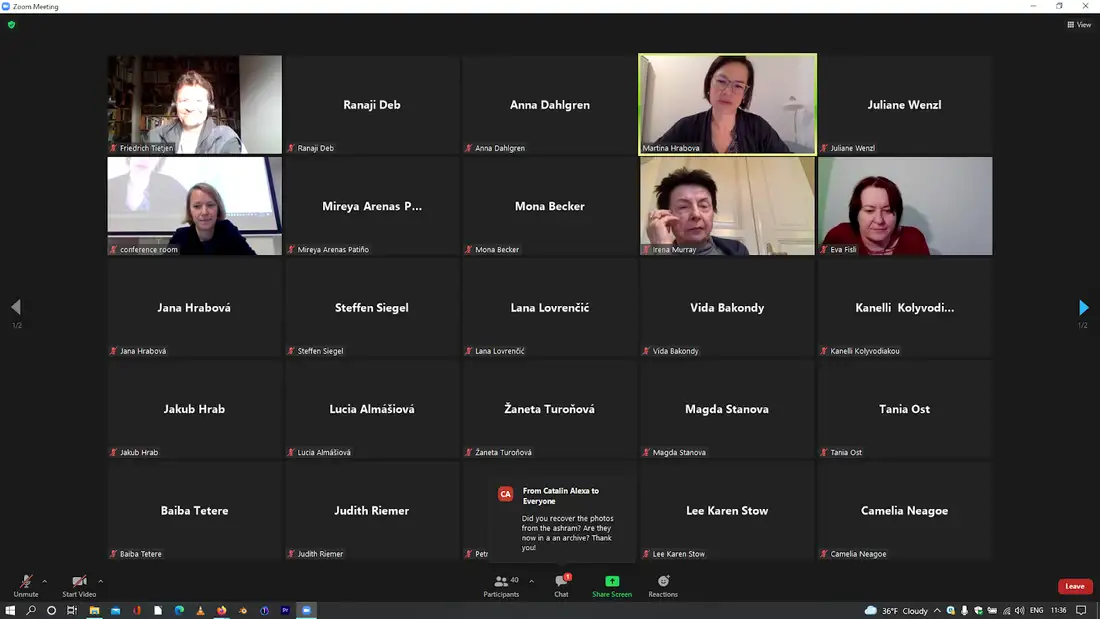 Zoom Meeting
View
Friedrich Tietjen
Ranaji Deb
Ranaji Deb
Anna Dahlgren
Anna Dahlgren
Martina Hrabova
Juliane Wenzl
Juliane Wenzl
conference room
Mireya Arenas P...
Mireya Arenas Patiño
Mona Becker
Mona Becker
Irena Murray
Eva Fisli
Jana Hrabová
Jana Hrabová
Steffen Siegel
Steffen Siegel
Lana Lovrenčić
Lana Lovrenčić
Vida Bakondy
Vida Bakondy
Kanelli Kolyvodi...
Kanelli Kolyvodiakou
1/2
1/2
Jakub Hrab
Jakub Hrab
Lucia Almášiová
Lucia Almášiová
Žaneta Turoňová
Žaneta Turoňová
Magda Stanova
Magda Stanova
Tania Ost
Tania Ost
Baiba Tetere
Baiba Tetere
Judith Riemer
Judith Riemer
Petr
CA
From Catalin Alexa to
Everyone
Did you recover the photos
from the ashram? Are they
now in a an archive? Thank
you!
Lee Karen Stow
Lee Karen Stow
Camelia Neagoe
Camelia Neagoe
Unmute
Start Video
40
Participants
1
Chat
Share Screen
Reactions
Leave
Pr
36°F Cloudy
ENG
11:36